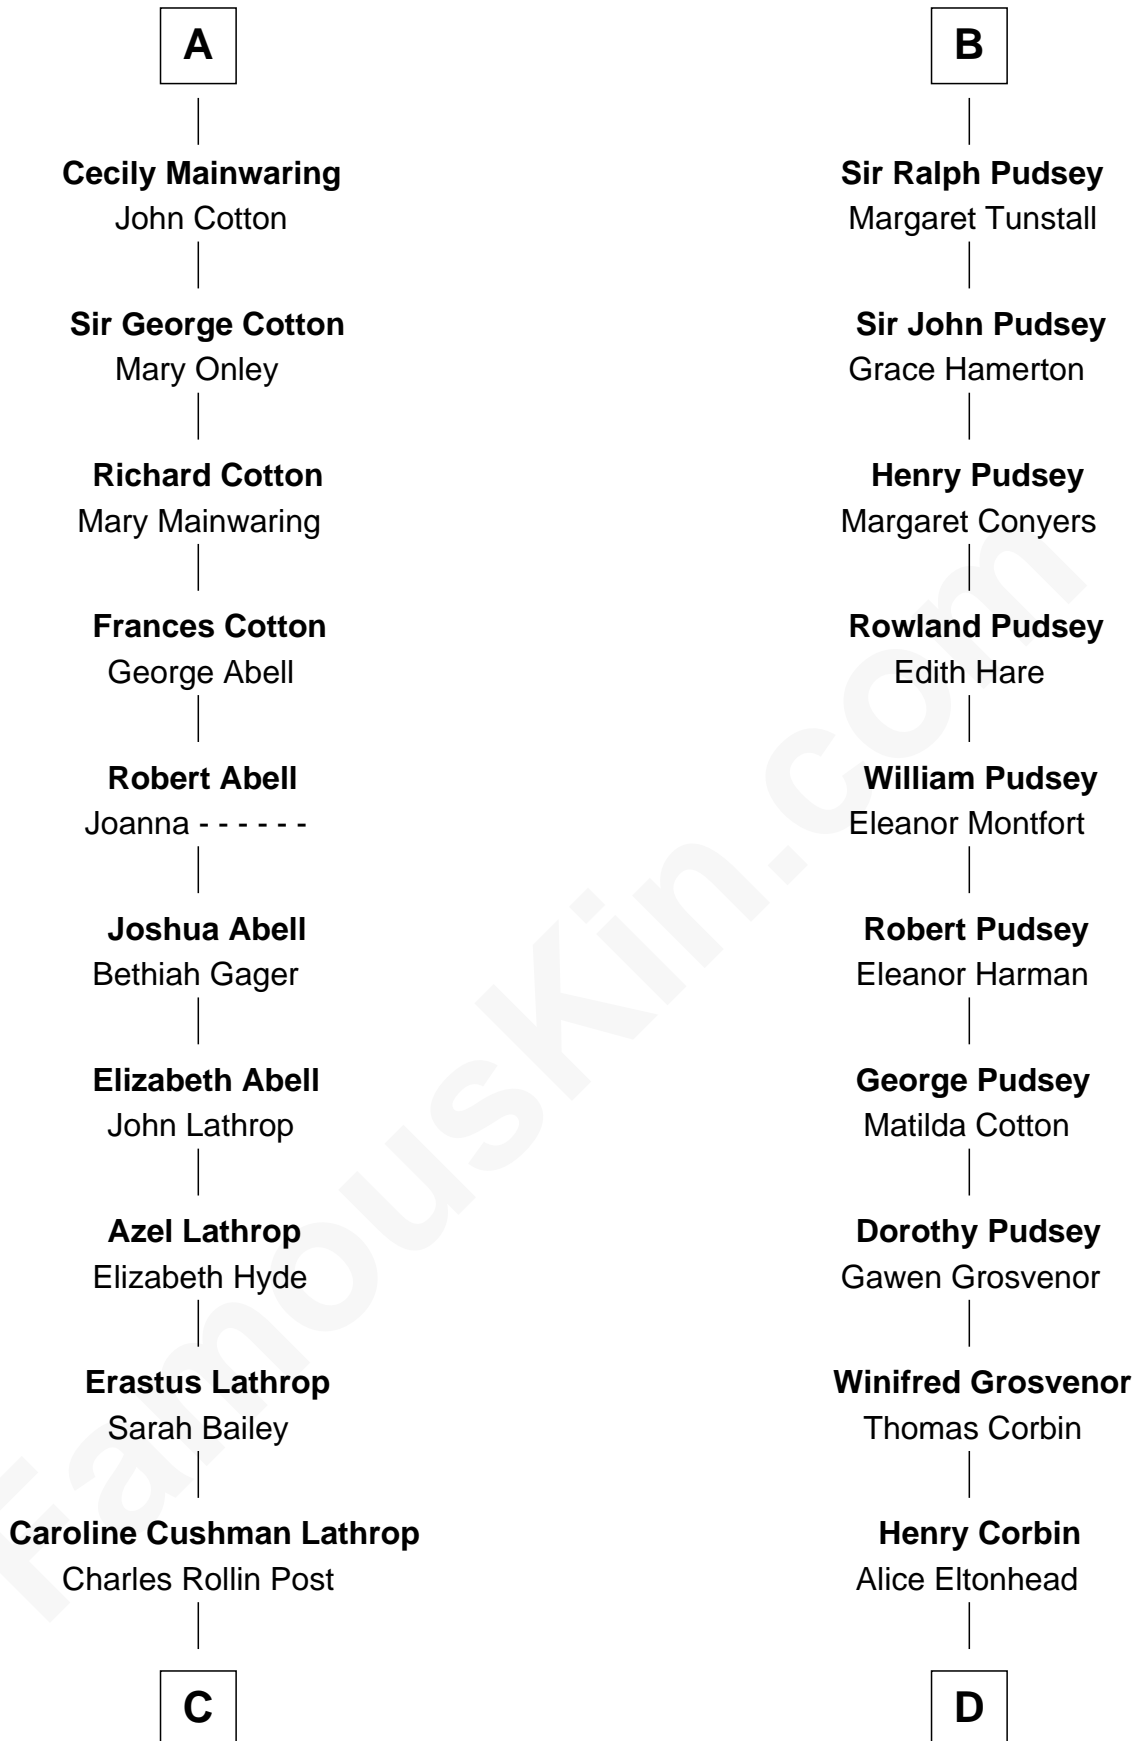 A
Cecily Mainwaring
John Cotton
Sir George Cotton
Mary Onley
Richard Cotton
Mary Mainwaring
Frances Cotton
George Abell
Robert Abell
Joanna - - - - - -
Joshua Abell
Bethiah Gager
Elizabeth Abell
John Lathrop
Azel Lathrop
Elizabeth Hyde
Erastus Lathrop
Sarah Bailey
Caroline Cushman Lathrop
Charles Rollin Post
C
B
Sir Ralph Pudsey
Margaret Tunstall
Sir John Pudsey
Grace Hamerton
Henry Pudsey
Margaret Conyers
Rowland Pudsey
Edith Hare
William Pudsey
Eleanor Montfort
Robert Pudsey
Eleanor Harman
George Pudsey
Matilda Cotton
Dorothy Pudsey
Gawen Grosvenor
Winifred Grosvenor
Thomas Corbin
Henry Corbin
Alice Eltonhead
D
FamousKin.com